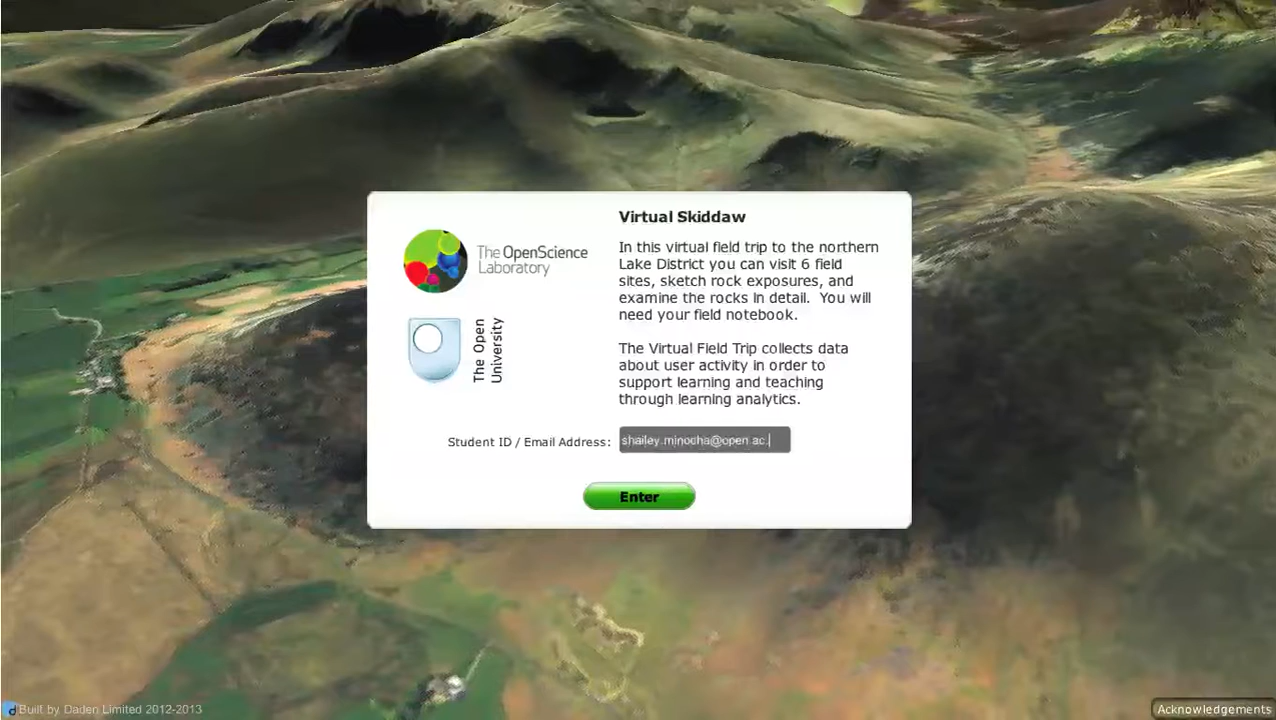 Virtual Skiddaw
The OpenScience
Laboratory
In this virtual field trip to the northern
Lake District you can visit 6 field
sites, sketch rock exposures, and
examine the rocks in detail. You will
need your field notebook.
The Open
University
The Virtual Field Trip collects data
about user activity in order to
support learning and teaching
through learning analytics.
Student ID / Email Address: shailey.minocha@open.ac.
Enter
Built by Daden Limited 2012-2013
Acknowledgements